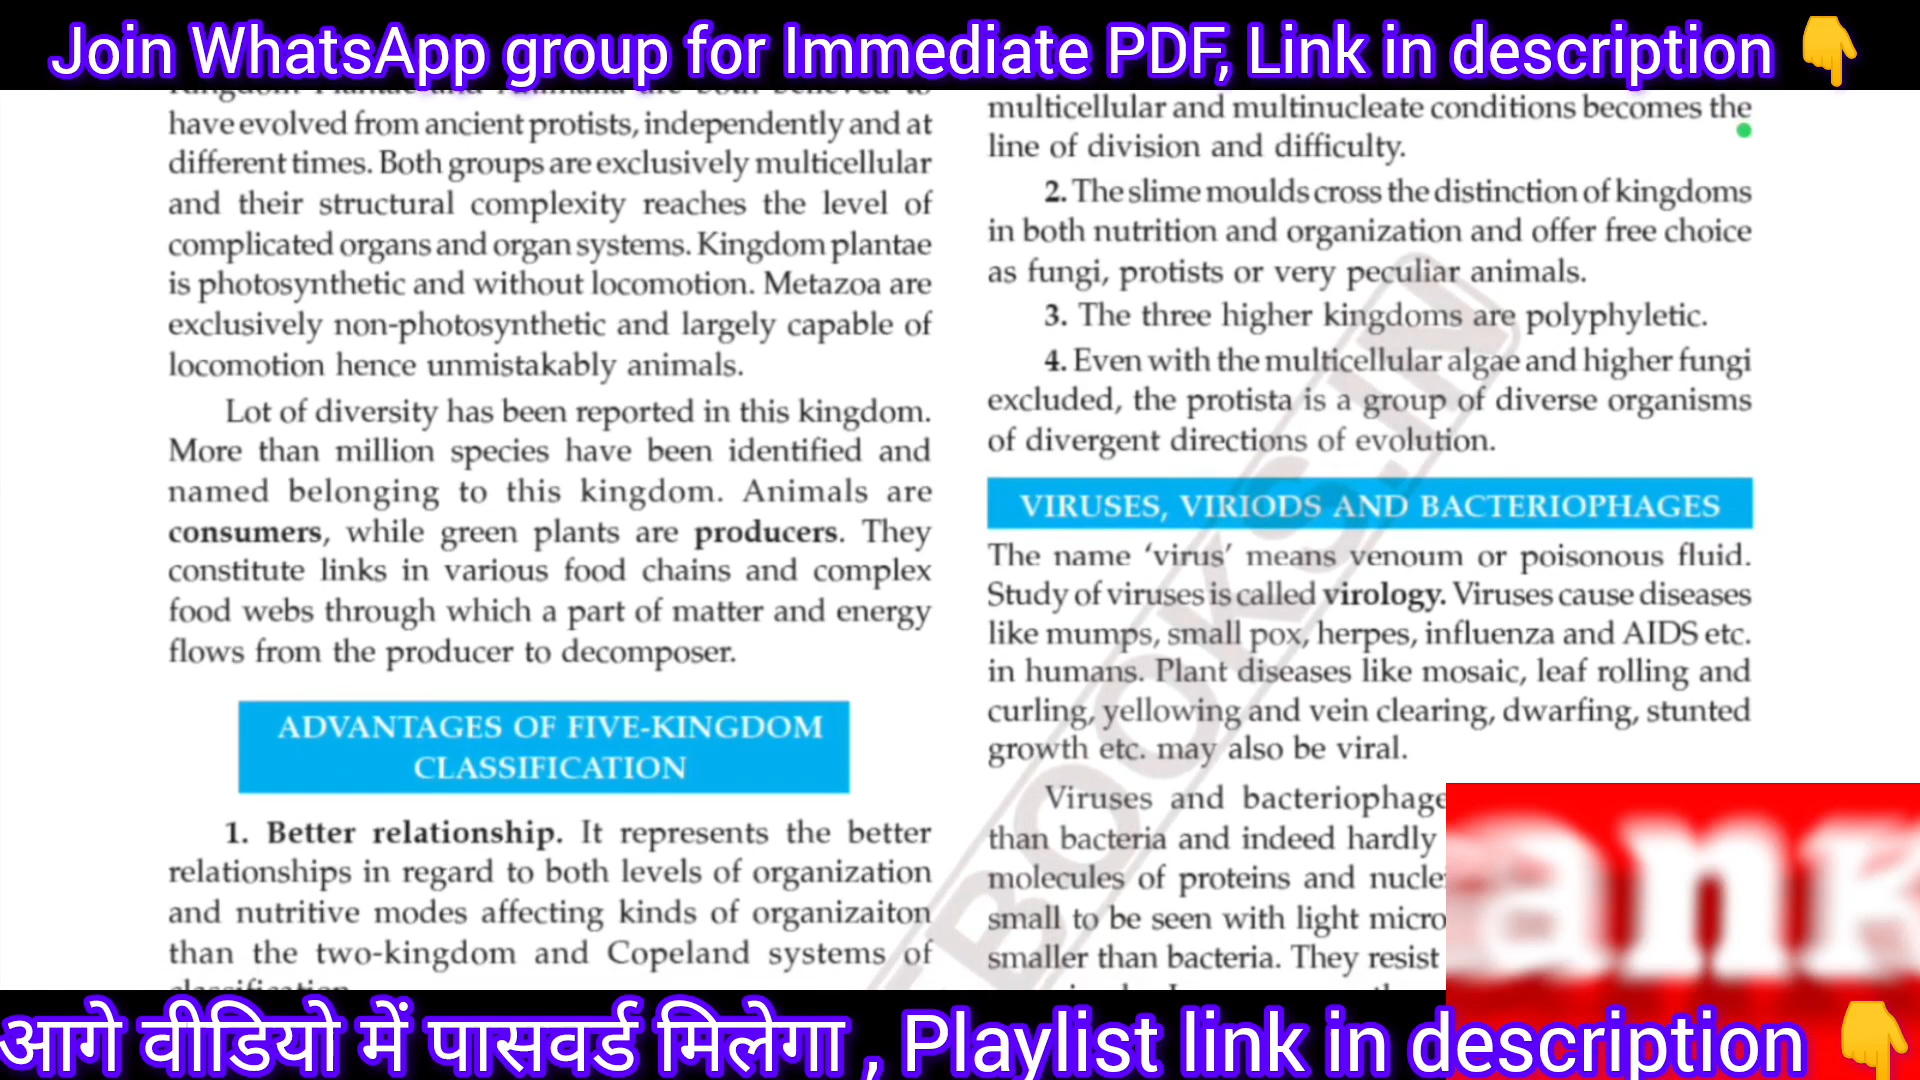 Join WhatsApp group for Immediate PDF, Link in description 👇
Kingdom Plantae and Animalia are both believed to
have evolved from ancient protists, independently and at
different times. Both groups are exclusively multicellular
and their structural complexity reaches the level of
complicated organs and organ systems. Kingdom plantae
is photosynthetic and without locomotion. Metazoa are
exclusively non-photosynthetic and largely capable of
locomotion hence unmistakably animals.
Lot of diversity has been reported in this kingdom.
More than million species have been identified and
named belonging to this kingdom. Animals are
consumers, while green plants are producers. They
constitute links in various food chains and complex
food webs through which a part of matter and energy
flows from the producer to decomposer.
ADVANTAGES OF FIVE-KINGDOM
CLASSIFICATION
1. Better relationship. It represents the better
relationships in regard to both levels of organization
and nutritive modes affecting kinds of organizaiton
than the two-kingdom and Copeland systems of
classification
multicellular and multinucleate conditions becomes the
line of division and difficulty.
2. The slime moulds cross the distinction of kingdoms
in both nutrition and organization and offer free choice
as fungi, protists or very peculiar animals.
3. The three higher kingdoms are polyphyletic.
4. Even with the multicellular algae and higher fungi
excluded, the protista is a group of diverse organisms
of divergent directions of evolution.
VIRUSES, VIRIODS AND BACTERIOPHAGES
The name ‘virus’ means venoum or poisonous fluid.
Study of viruses is called virology. Viruses cause diseases
like mumps, small pox, herpes, influenza and AIDS etc.
in humans. Plant diseases like mosaic, leaf rolling and
curling, yellowing and vein clearing, dwarfing, stunted
growth etc. may also be viral.
Viruses and bacteriophage
than bacteria and indeed hardly
molecules of proteins and nuclei
small to be seen with light micro
smaller than bacteria. They resist
BOOKS.IN
ank
आगे वीडियो में पासवर्ड मिलेगा , Playlist link in description 👇